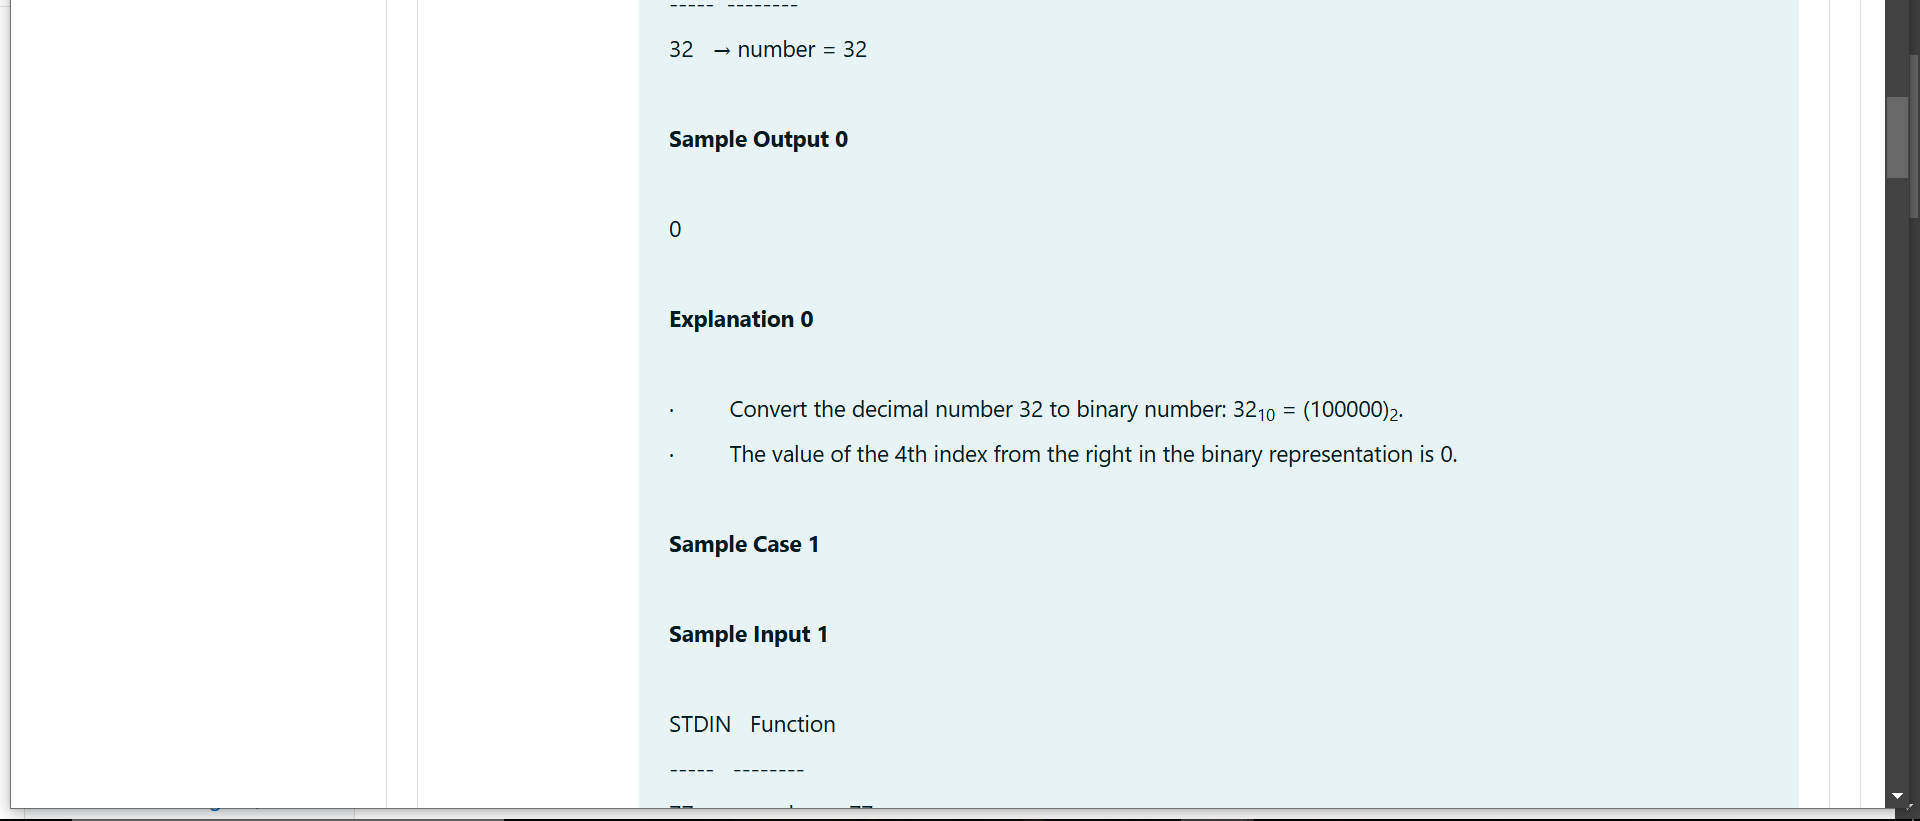 ----- --------
32 → number = 32
Sample Output 0
0
Explanation 0
· Convert the decimal number 32 to binary number: 32₁₀ = (100000)₂.
· The value of the 4th index from the right in the binary representation is 0.
Sample Case 1
Sample Input 1
STDIN Function
----- --------